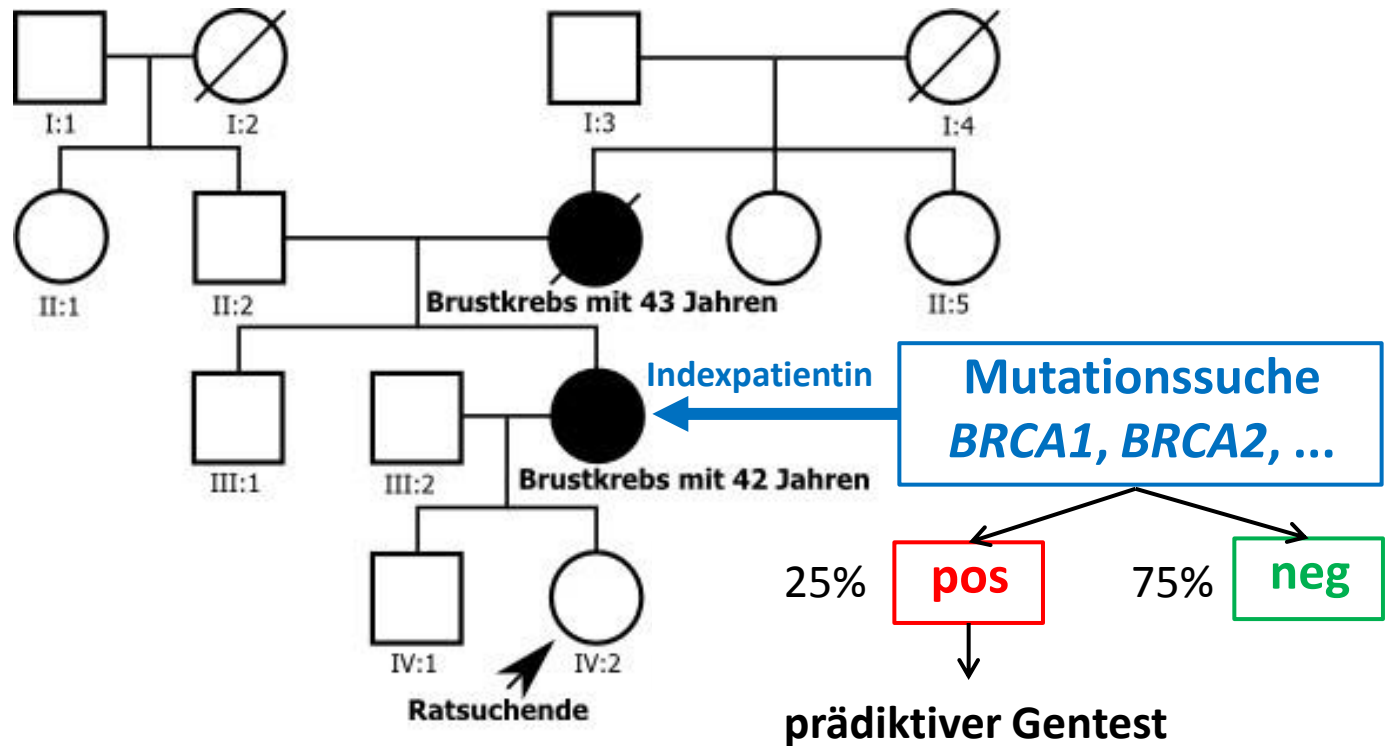 I:1
I:2
I:3
I:4
II:1
II:2
Brustkrebs mit 43 Jahren
II:5
Indexpatientin
Mutationssuche
BRCA1, BRCA2, ...
III:1
III:2
Brustkrebs mit 42 Jahren
25%
pos
75%
neg
IV:1
IV:2
Ratsuchende
prädiktiver Gentest